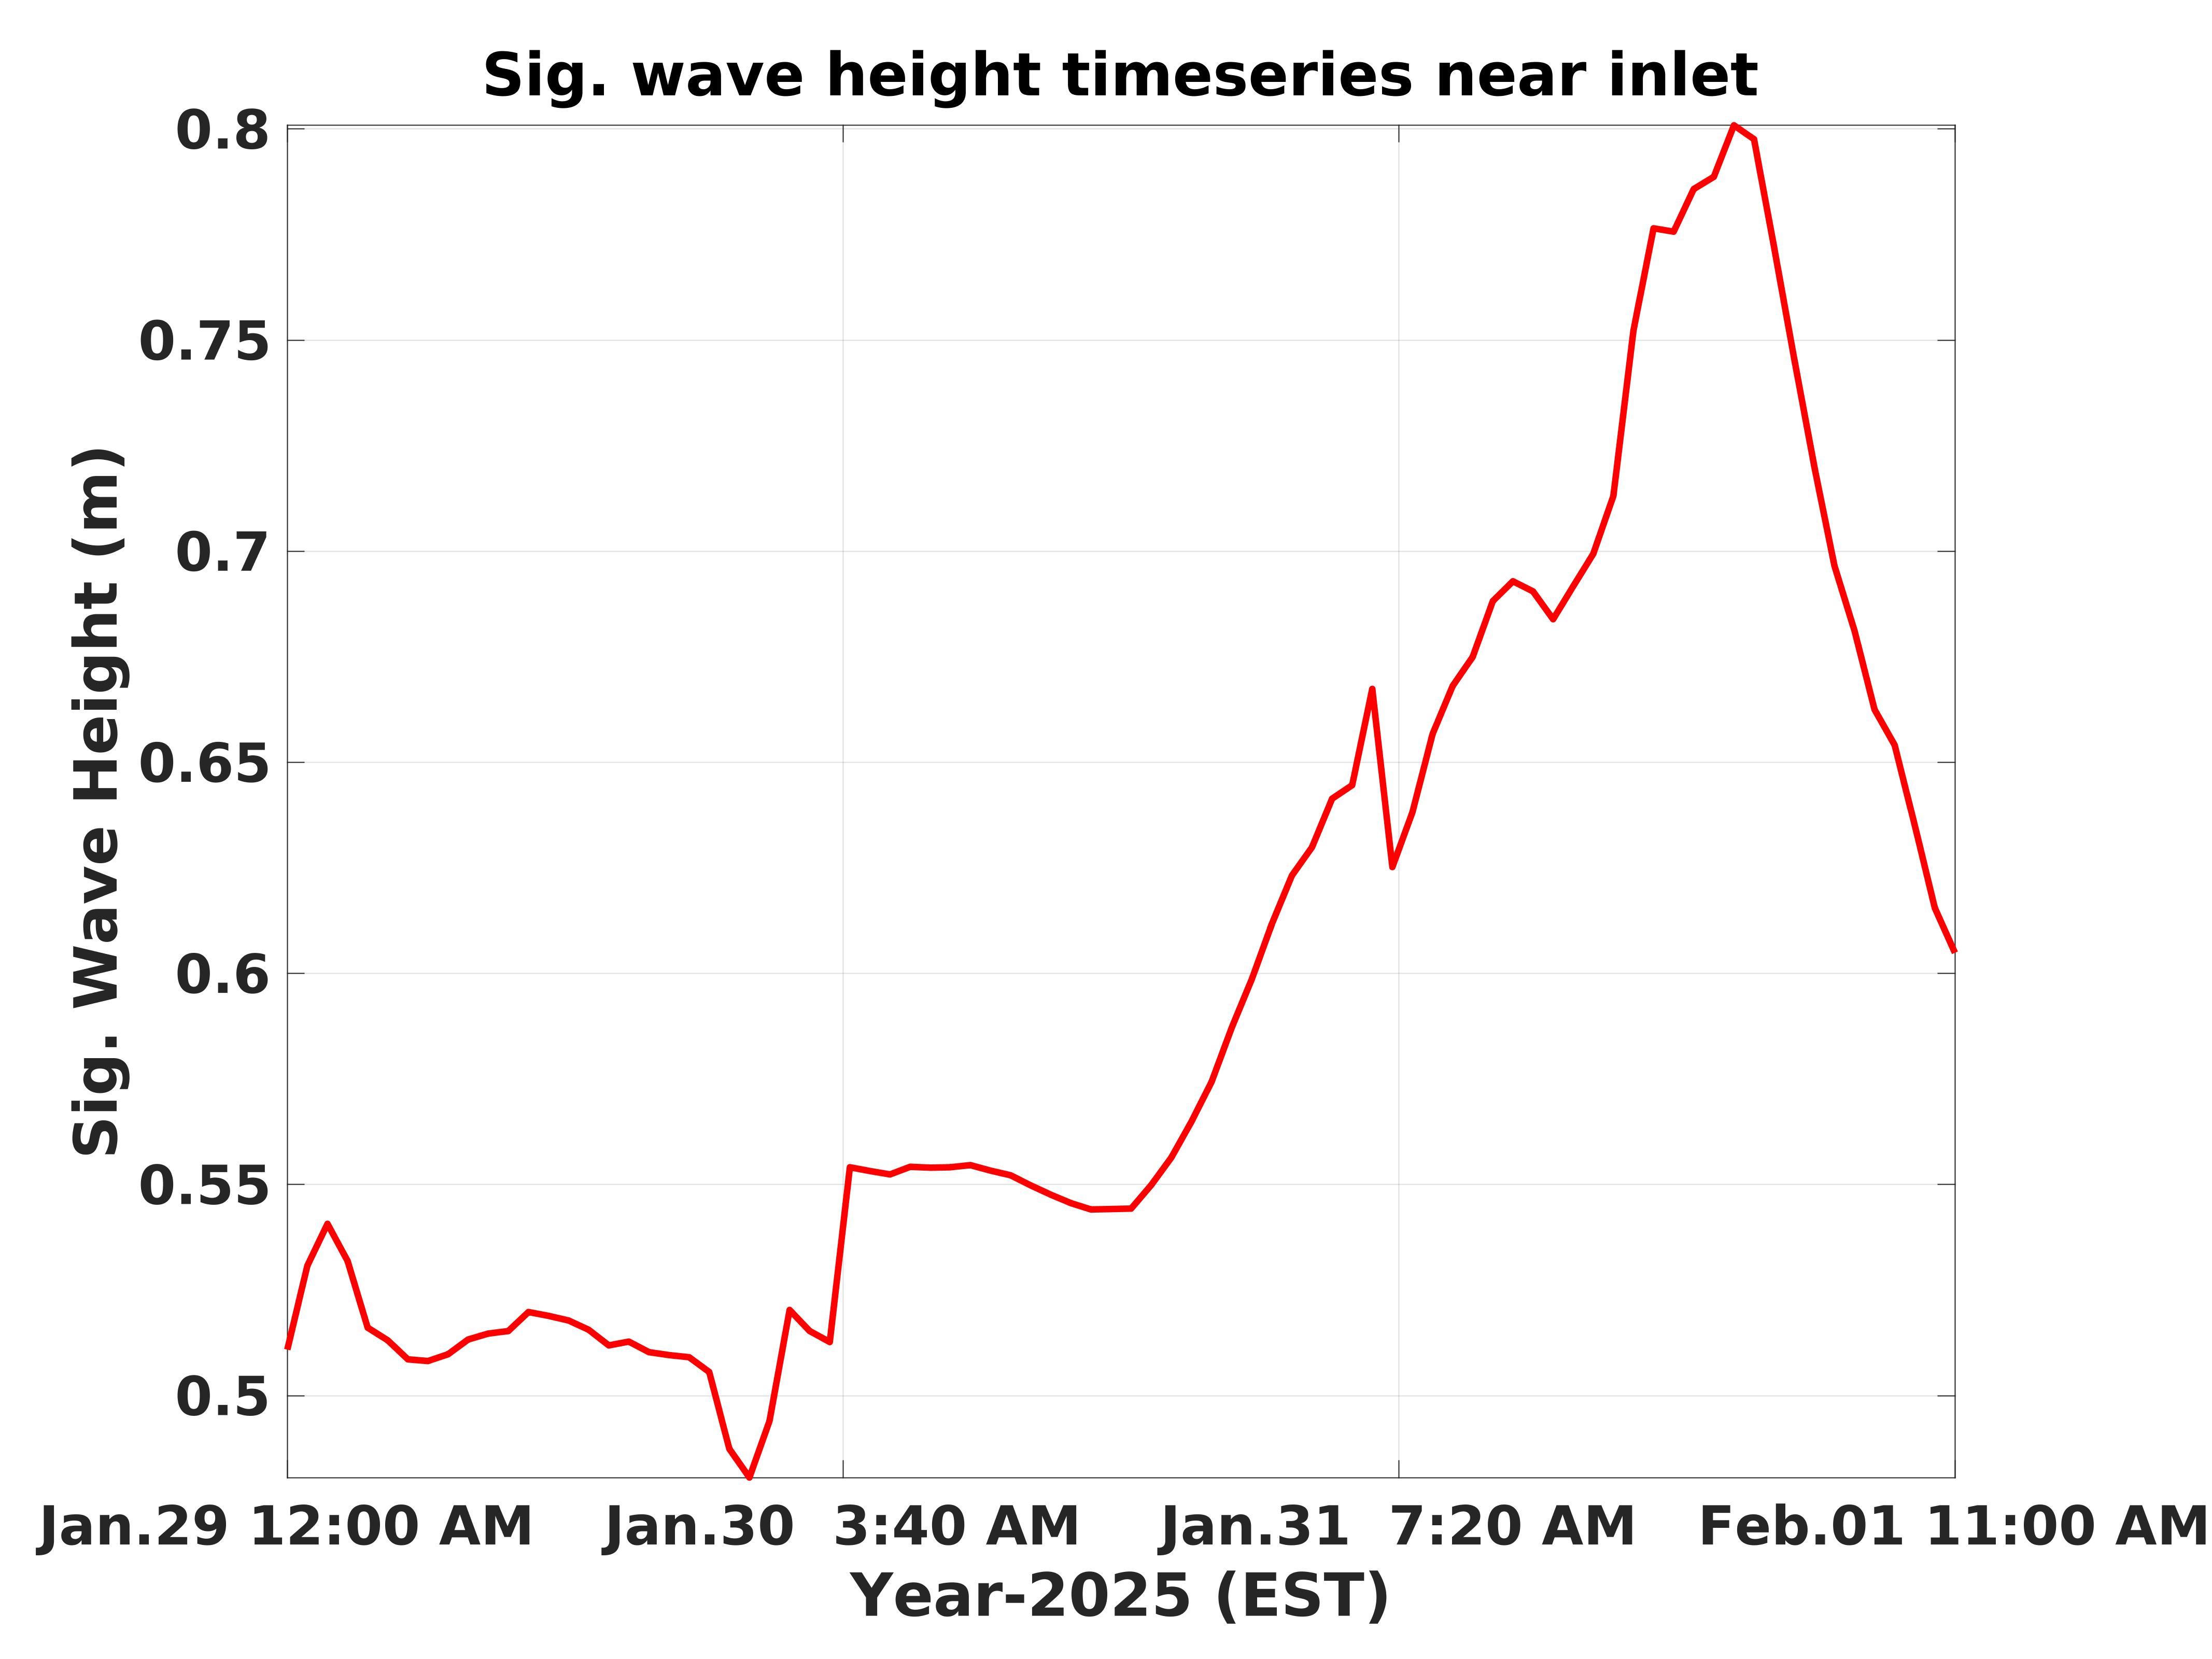 Sig. wave height timeseries near inlet
0.8
0.75
0.7
0.65
0.6
0.55
0.5
Sig. Wave Height (m)
Jan.29 12:00 AM Jan.30 3:40 AM Jan.31 7:20 AM Feb.01 11:00 AM
Year-2025 (EST)